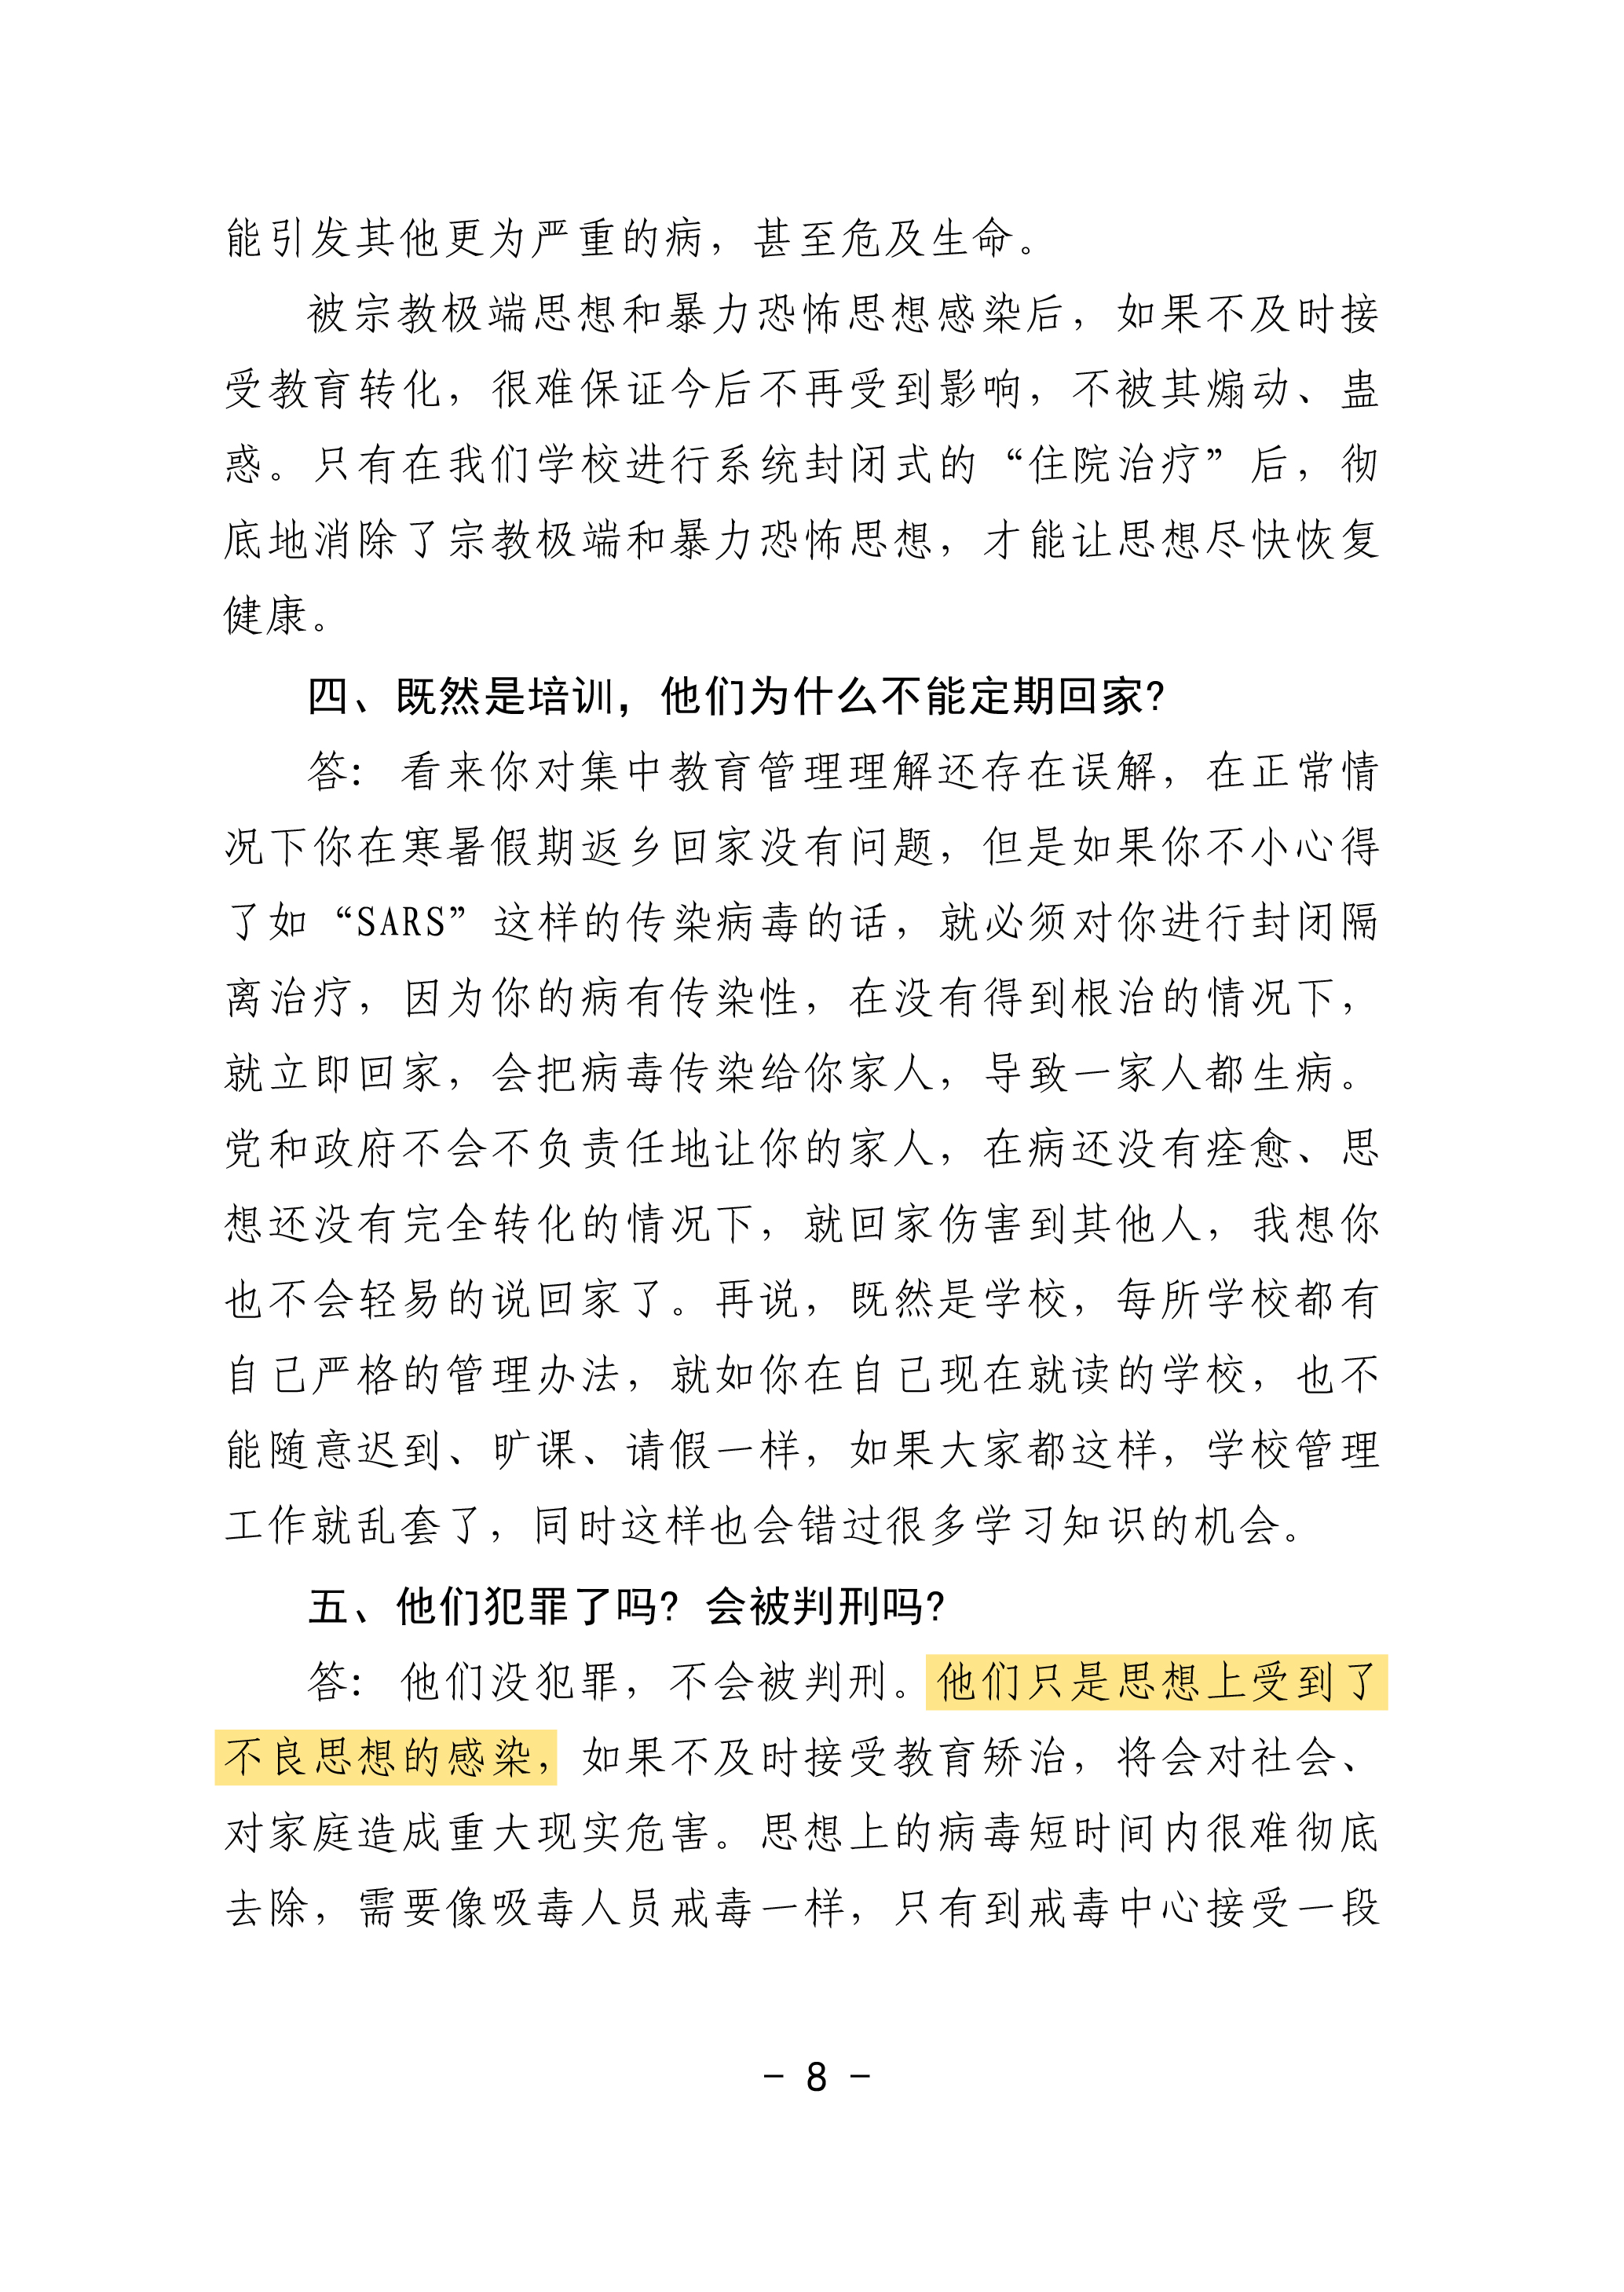 能引发其他更为严重的病，甚至危及生命。
被宗教极端思想和暴力恐怖思想感染后，如果不及时接
受教育转化，很难保证今后不再受到影响，不被其煽动、蛊
惑。只有在我们学校进行系统封闭式的“住院治疗”后，彻
底地消除了宗教极端和暴力恐怖思想，才能让思想尽快恢复
健康。
四、既然是培训，他们为什么不能定期回家？
答： 看来你对集中教育管理理解还存在误解，在正常情
况下你在寒暑假期返乡回家没有问题，但是如果你不小心得
了如“SARS”这样的传染病毒的话，就必须对你进行封闭隔
离治疗，因为你的病有传染性，在没有得到根治的情况下，
就立即回家，会把病毒传染给你家人，导致一家人都生病。
党和政府不会不负责任地让你的家人，在病还没有痊愈、思
想还没有完全转化的情况下，就回家伤害到其他人，我想你
也不会轻易的说回家了。再说，既然是学校，每所学校都有
自己严格的管理办法，就如你在自己现在就读的学校，也不
能随意迟到、旷课、请假一样，如果大家都这样，学校管理
工作就乱套了，同时这样也会错过很多学习知识的机会。
五、他们犯罪了吗？会被判刑吗？
答： 他们没犯罪，不会被判刑。他们只是思想上受到了
不良思想的感染，如果不及时接受教育矫治，将会对社会、
对家庭造成重大现实危害。思想上的病毒短时间内很难彻底
去除，需要像吸毒人员戒毒一样，只有到戒毒中心接受一段
- 8 -